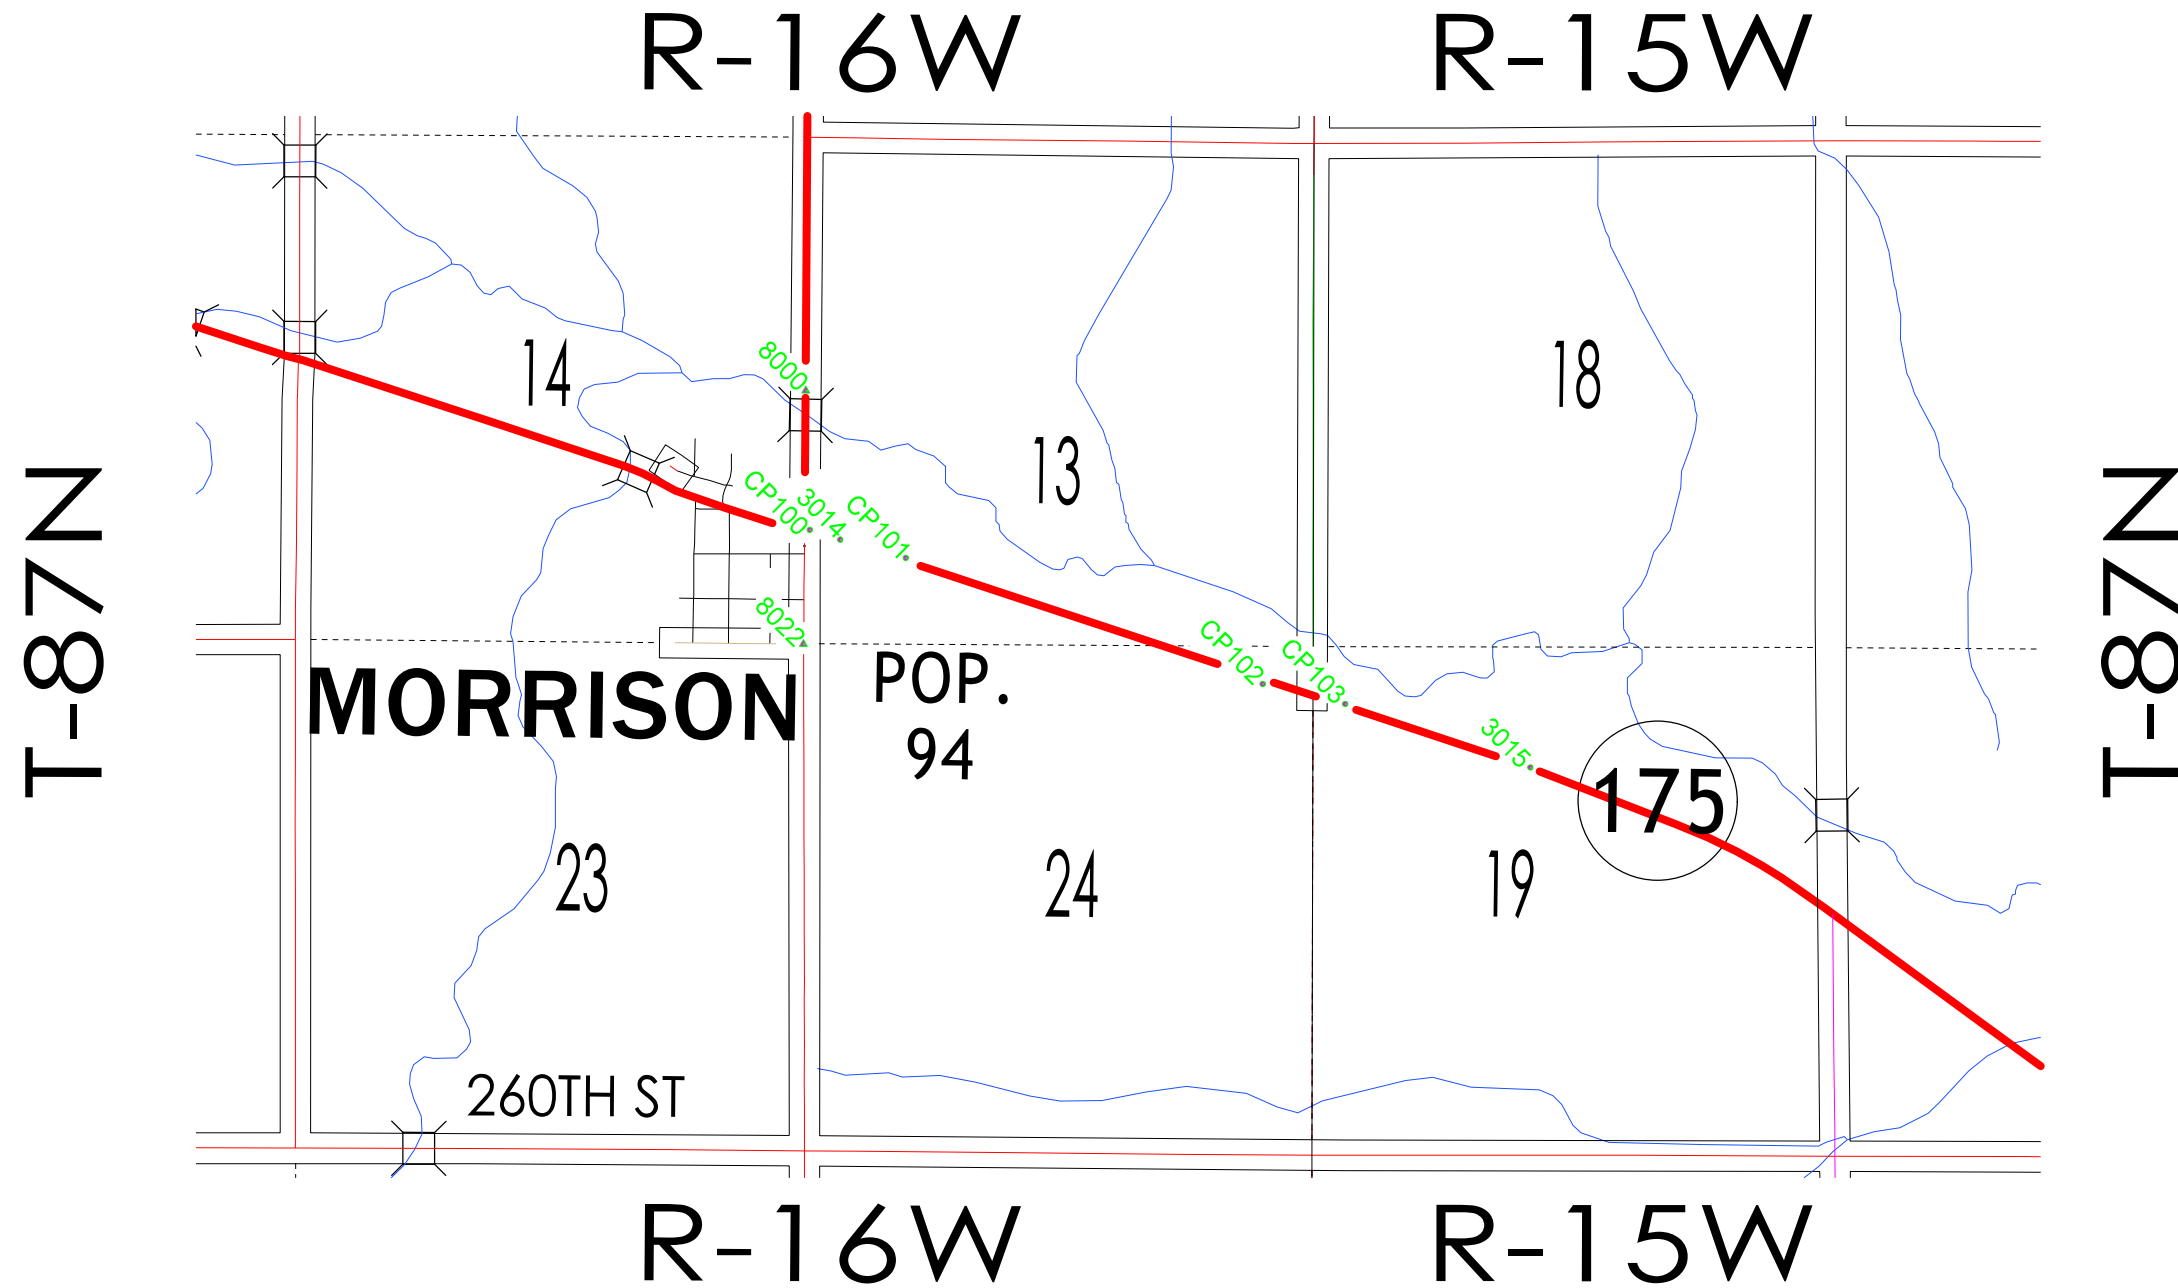 R-16W
R-15W
T-87N
T-87N
14
8000
13
18
CP100
3014
CP101
8022
MORRISON
POP.
94
CP102
CP103
3015
175
23
24
19
260TH ST
R-16W
R-15W